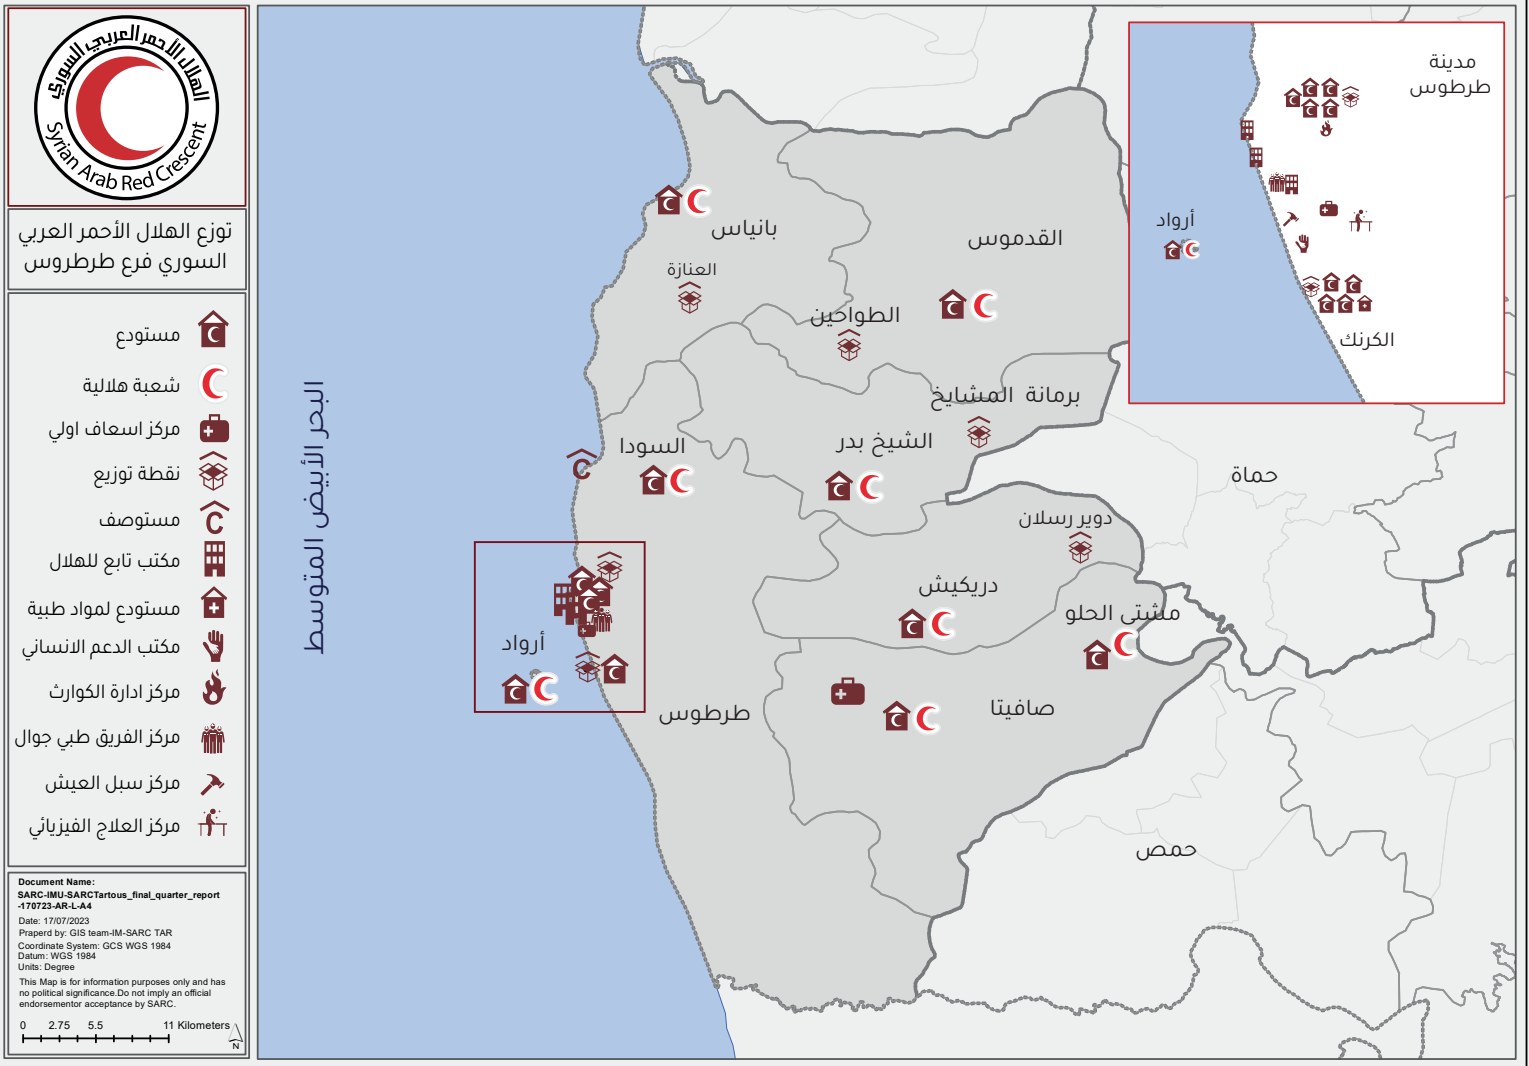 الهلال الأحمر العربي السوري
Syrian Arab Red Crescent
توزع الهلال الأحمر العربي
السوري فرع طرطروس
مستودع
شعبة هلالية
مركز اسعاف اولي
نقطة توزيع
مستوصف
مكتب تابع للهلال
مستودع لمواد طبية
مكتب الدعم الانساني
مركز ادارة الكوارث
مركز الفريق طبي جوال
مركز سبل العيش
مركز العلاج الفيزيائي
Document Name:
SARC-IMU-SARCTartous_final_quarter_report
-170723-AR-L-A4
Date: 17/07/2023
Praperd by: GIS team-IM-SARC TAR
Coordinate System: GCS WGS 1984
Datum: WGS 1984
Units: Degree
This Map is for information purposes only and has
no political significance.Do not imply an official
endorsementor acceptance by SARC.
0 2.75 5.5 11 Kilometers
N
البحر الأبيض المتوسط
بانياس
العنازة
القدموس
الطواحين
برمانة المشايخ
الشيخ بدر
السودا
دوير رسلان
دريكيش
مشتى الحلو
أرواد
طرطوس
صافيتا
حماة
حمص
مدينة
طرطوس
أرواد
الكرنك